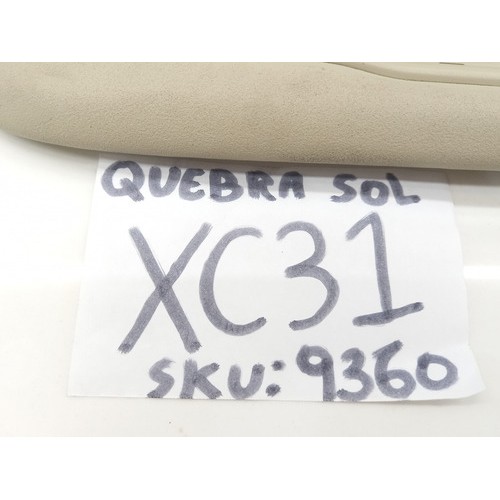 QUEBRA SOL
XC31
SKU: 9360